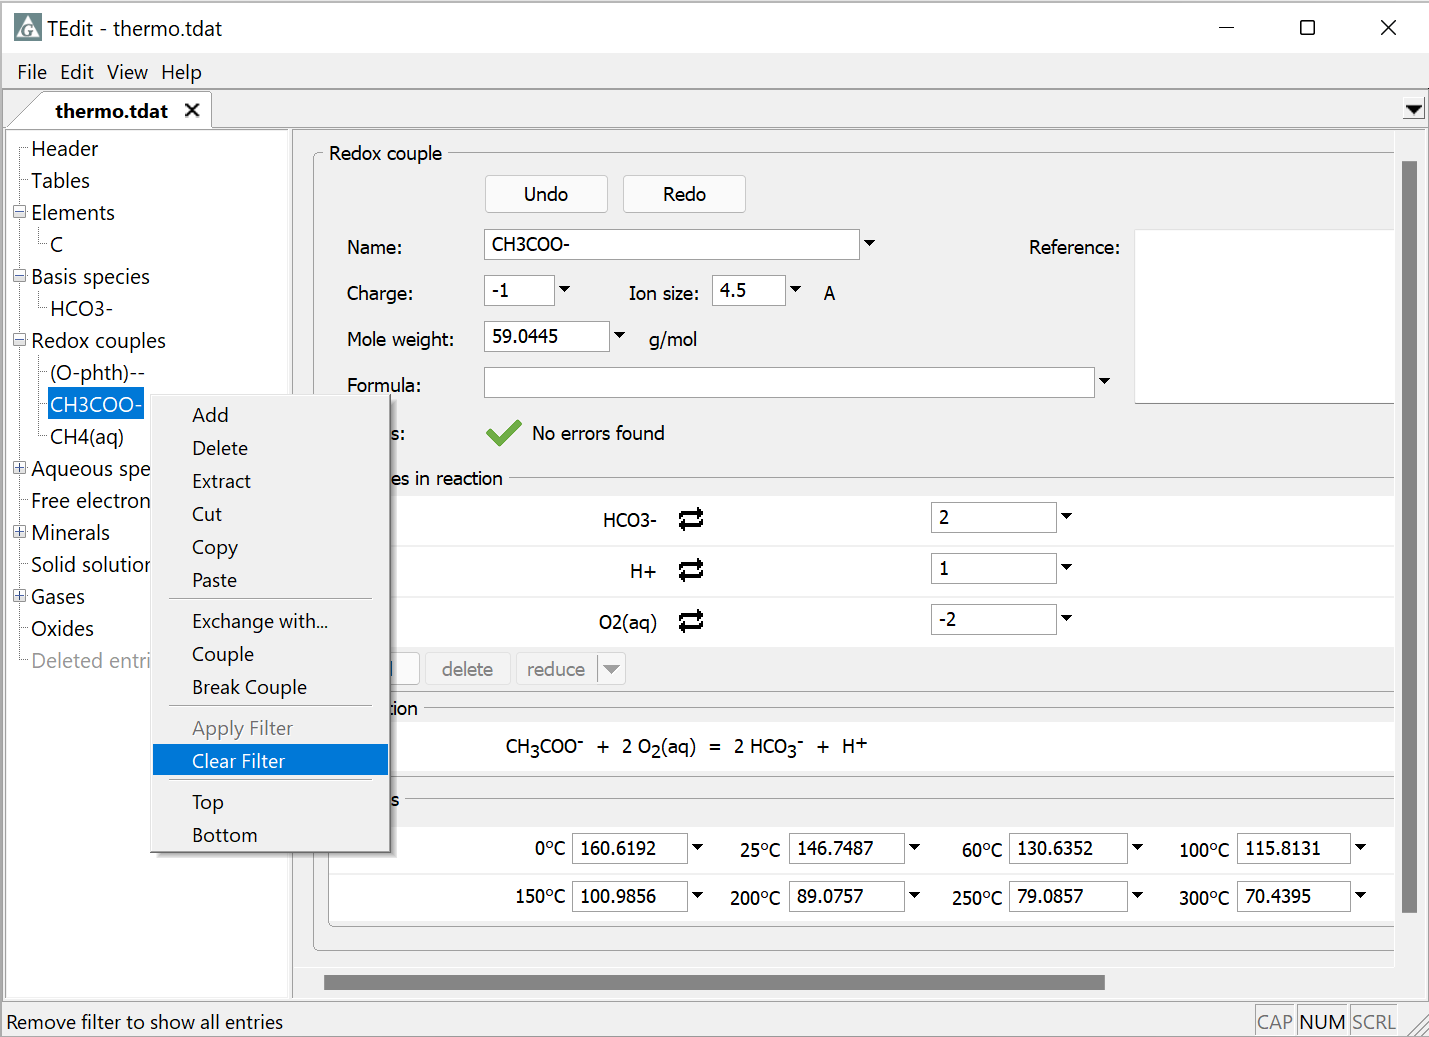 TEdit - thermo.tdat
File Edit View Help
thermo.tdat
Header
Tables
Elements
C
Basis species
HCO3-
Redox couples
(O-phth)--
CH3COO-
CH4(aq)
Aqueous spe
Free electron
Minerals
Solid solution
Gases
Oxides
Deleted entri
Add
Delete
Extract
Cut
Copy
Paste
Exchange with...
Couple
Break Couple
Apply Filter
Clear Filter
Top
Bottom
Redox couple
Undo Redo
Name: CH3COO- Reference:
Charge: -1 Ion size: 4.5 A
Mole weight: 59.0445 g/mol
Formula:
s: No errors found
es in reaction
HCO3- 2
H+ 1
O2(aq) -2
delete reduce
tion
CH₃COO⁻ + 2 O₂(aq) = 2 HCO₃⁻ + H⁺
s
0°C 160.6192 25°C 146.7487 60°C 130.6352 100°C 115.8131
150°C 100.9856 200°C 89.0757 250°C 79.0857 300°C 70.4395
Remove filter to show all entries CAP NUM SCRL